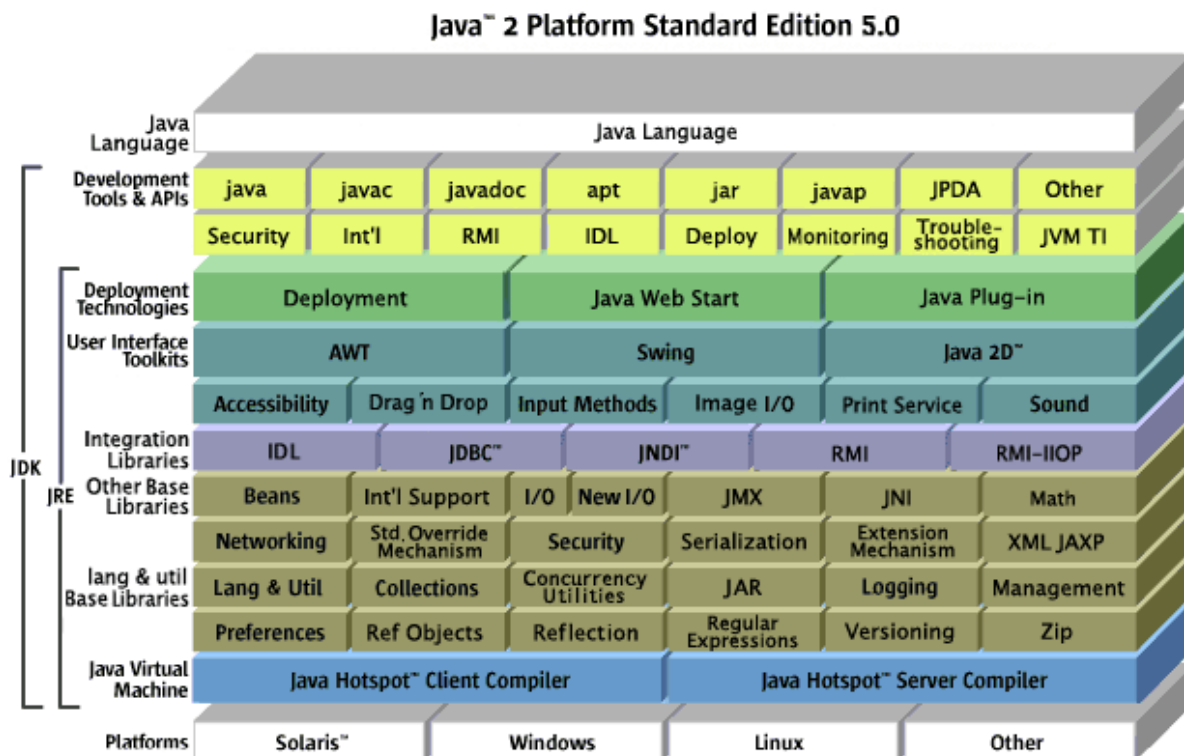 Java™ 2 Platform Standard Edition 5.0
Java
Language
Java Language
Development
Tools & APIs
java javac javadoc apt jar javap JPDA Other
Security Int'l RMI IDL Deploy Monitoring Trouble-
shooting JVM TI
Deployment
Technologies
Deployment Java Web Start Java Plug-in
User Interface
Toolkits
AWT Swing Java 2D™
Accessibility Drag'n Drop Input Methods Image I/O Print Service Sound
Integration
Libraries
IDL JDBC™ JNDI™ RMI RMI-IIOP
JDK
JRE
Other Base
Libraries
Beans Int'l Support I/O New I/O JMX JNI Math
Networking Std. Override
Mechanism Security Serialization Extension
Mechanism XML JAXP
lang & util
Base Libraries
Lang & Util Collections Concurrency
Utilities JAR Logging Management
Preferences Ref Objects Reflection Regular
Expressions Versioning Zip
Java Virtual
Machine
Java Hotspot™ Client Compiler Java Hotspot™ Server Compiler
Platforms
Solaris™ Windows Linux Other